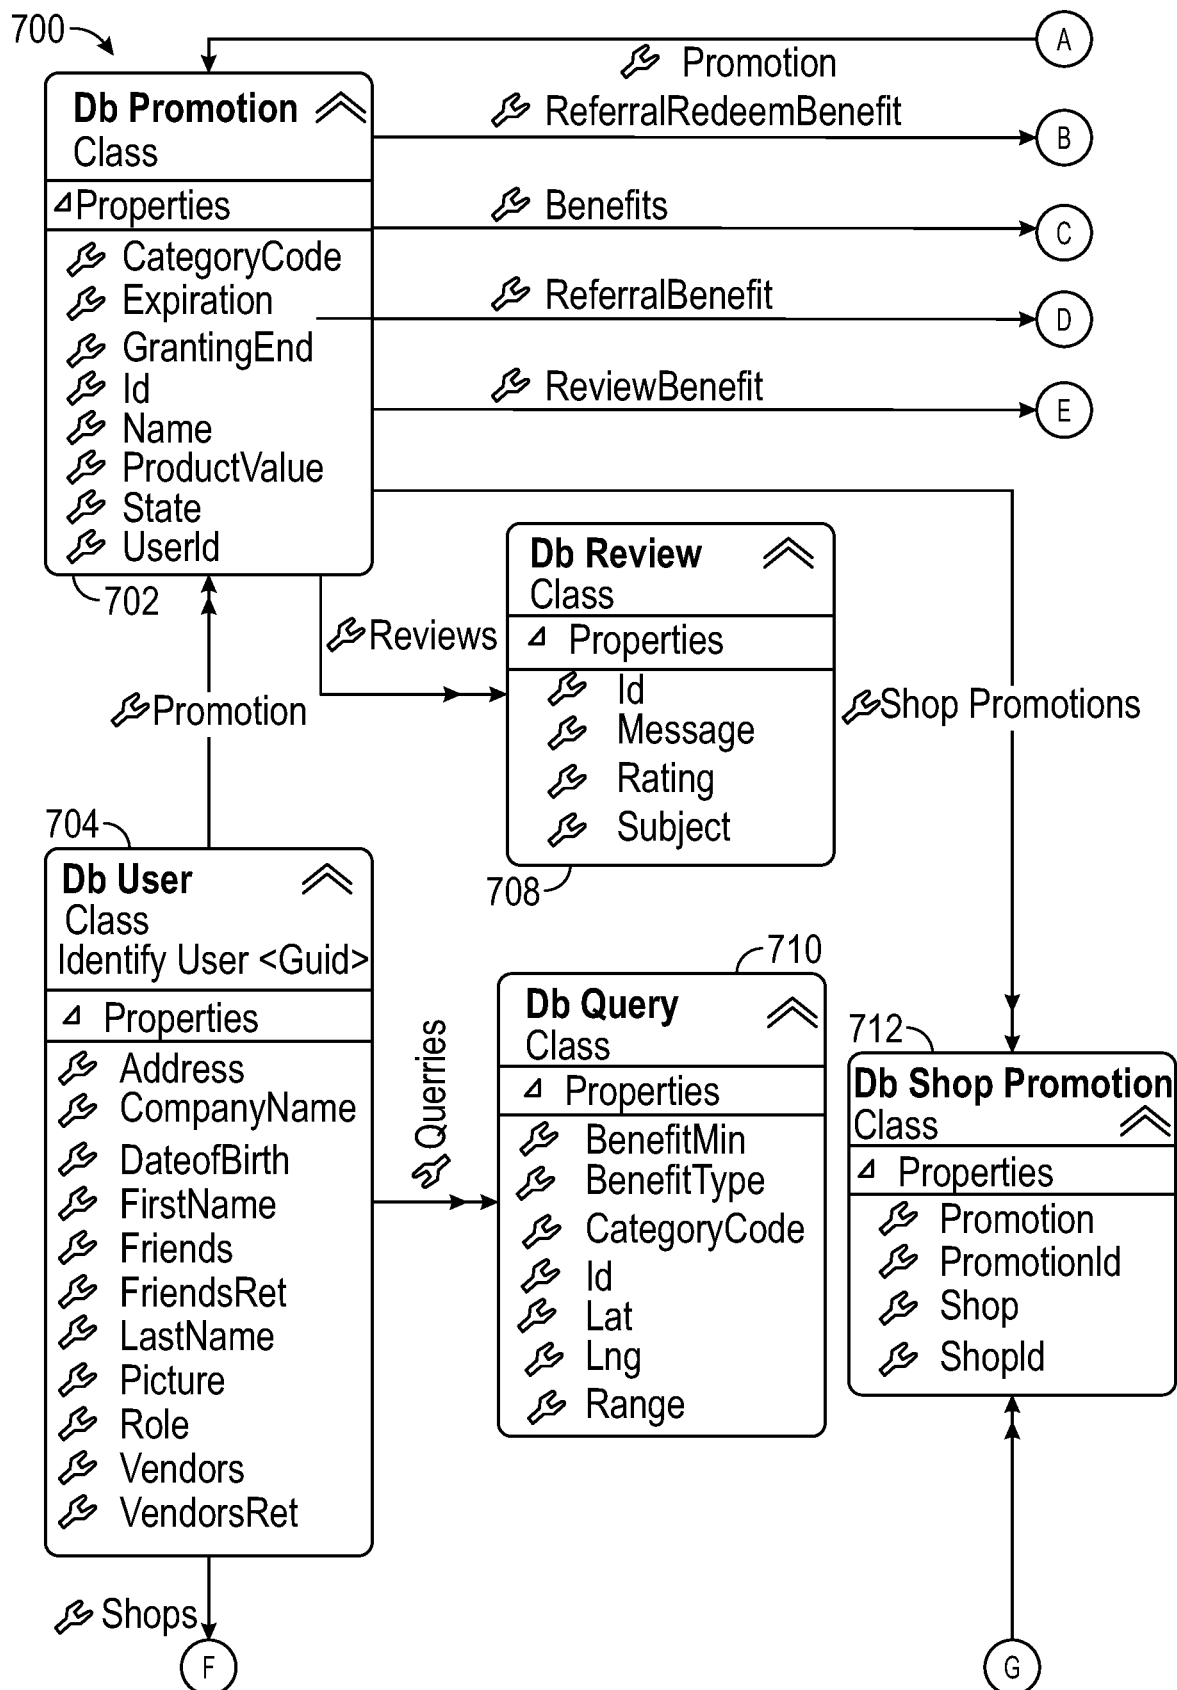 700
A
Promotion
Db Promotion
Class
ReferralRedeemBenefit
B
Properties
Benefits
C
CategoryCode
Expiration
GrantingEnd
Id
Name
ProductValue
State
UserId
ReferralBenefit
D
ReviewBenefit
E
702
Reviews
Db Review
Class
Properties
Id
Message
Rating
Subject
708
Promotion
Shop Promotions
704
Db User
Class
Identify User <Guid>
Properties
Address
CompanyName
DateofBirth
FirstName
Friends
FriendsRet
LastName
Picture
Role
Vendors
VendorsRet
Querries
710
Db Query
Class
Properties
BenefitMin
BenefitType
CategoryCode
Id
Lat
Lng
Range
712
Db Shop Promotion
Class
Properties
Promotion
PromotionId
Shop
ShopId
Shops
F
G